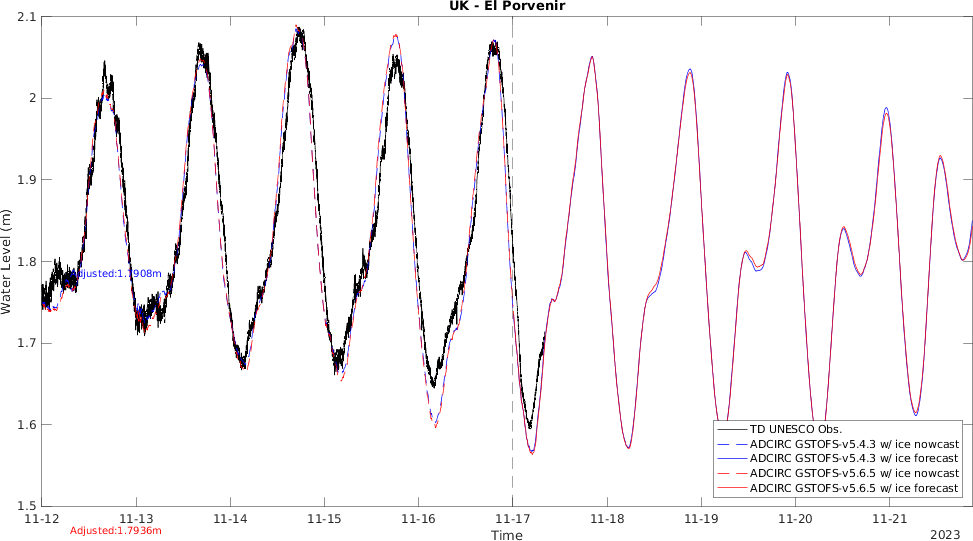 UK - El Porvenir
2.1
2
1.9
1.8
1.7
1.6
1.5
Water Level (m)
Adjusted:1.7908m
TD UNESCO Obs.
ADCIRC GSTOFS-v5.4.3 w/ ice nowcast
ADCIRC GSTOFS-v5.4.3 w/ ice forecast
ADCIRC GSTOFS-v5.6.5 w/ ice nowcast
ADCIRC GSTOFS-v5.6.5 w/ ice forecast
11-12 11-13 11-14 11-15 11-16 11-17 11-18 11-19 11-20 11-21
Adjusted:1.7936m
Time
2023